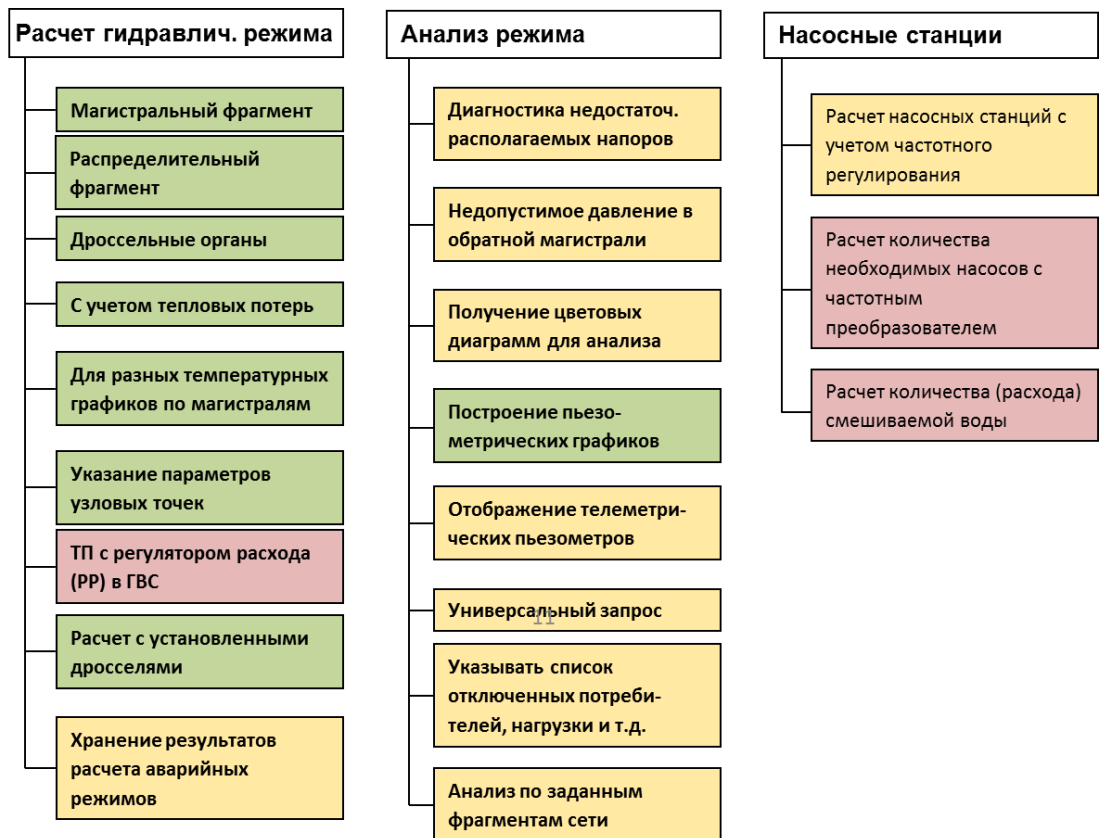 Расчет гидравлич. режима
Магистральный фрагмент
Распределительный
фрагмент
Дроссельные органы
С учетом тепловых потерь
Для разных температурных
графиков по магистралям
Указание параметров
узловых точек
ТП с регулятором расхода
(РР) в ГВС
Расчет с установленными
дросселями
Хранение результатов
расчета аварийных
режимов
Анализ режима
Диагностика недостаточ.
располагаемых напоров
Недопустимое давление в
обратной магистрали
Получение цветовых
диаграмм для анализа
Построение пьезо-
метрических графиков
Отображение телеметри-
ческих пьезометров
Универсальный запрос
11
Указывать список
отключенных потреби-
телей, нагрузки и т.д.
Анализ по заданным
фрагментам сети
Насосные станции
Расчет насосных станций с
учетом частотного
регулирования
Расчет количества
необходимых насосов с
частотным
преобразователем
Расчет количества (расхода)
смешиваемой воды